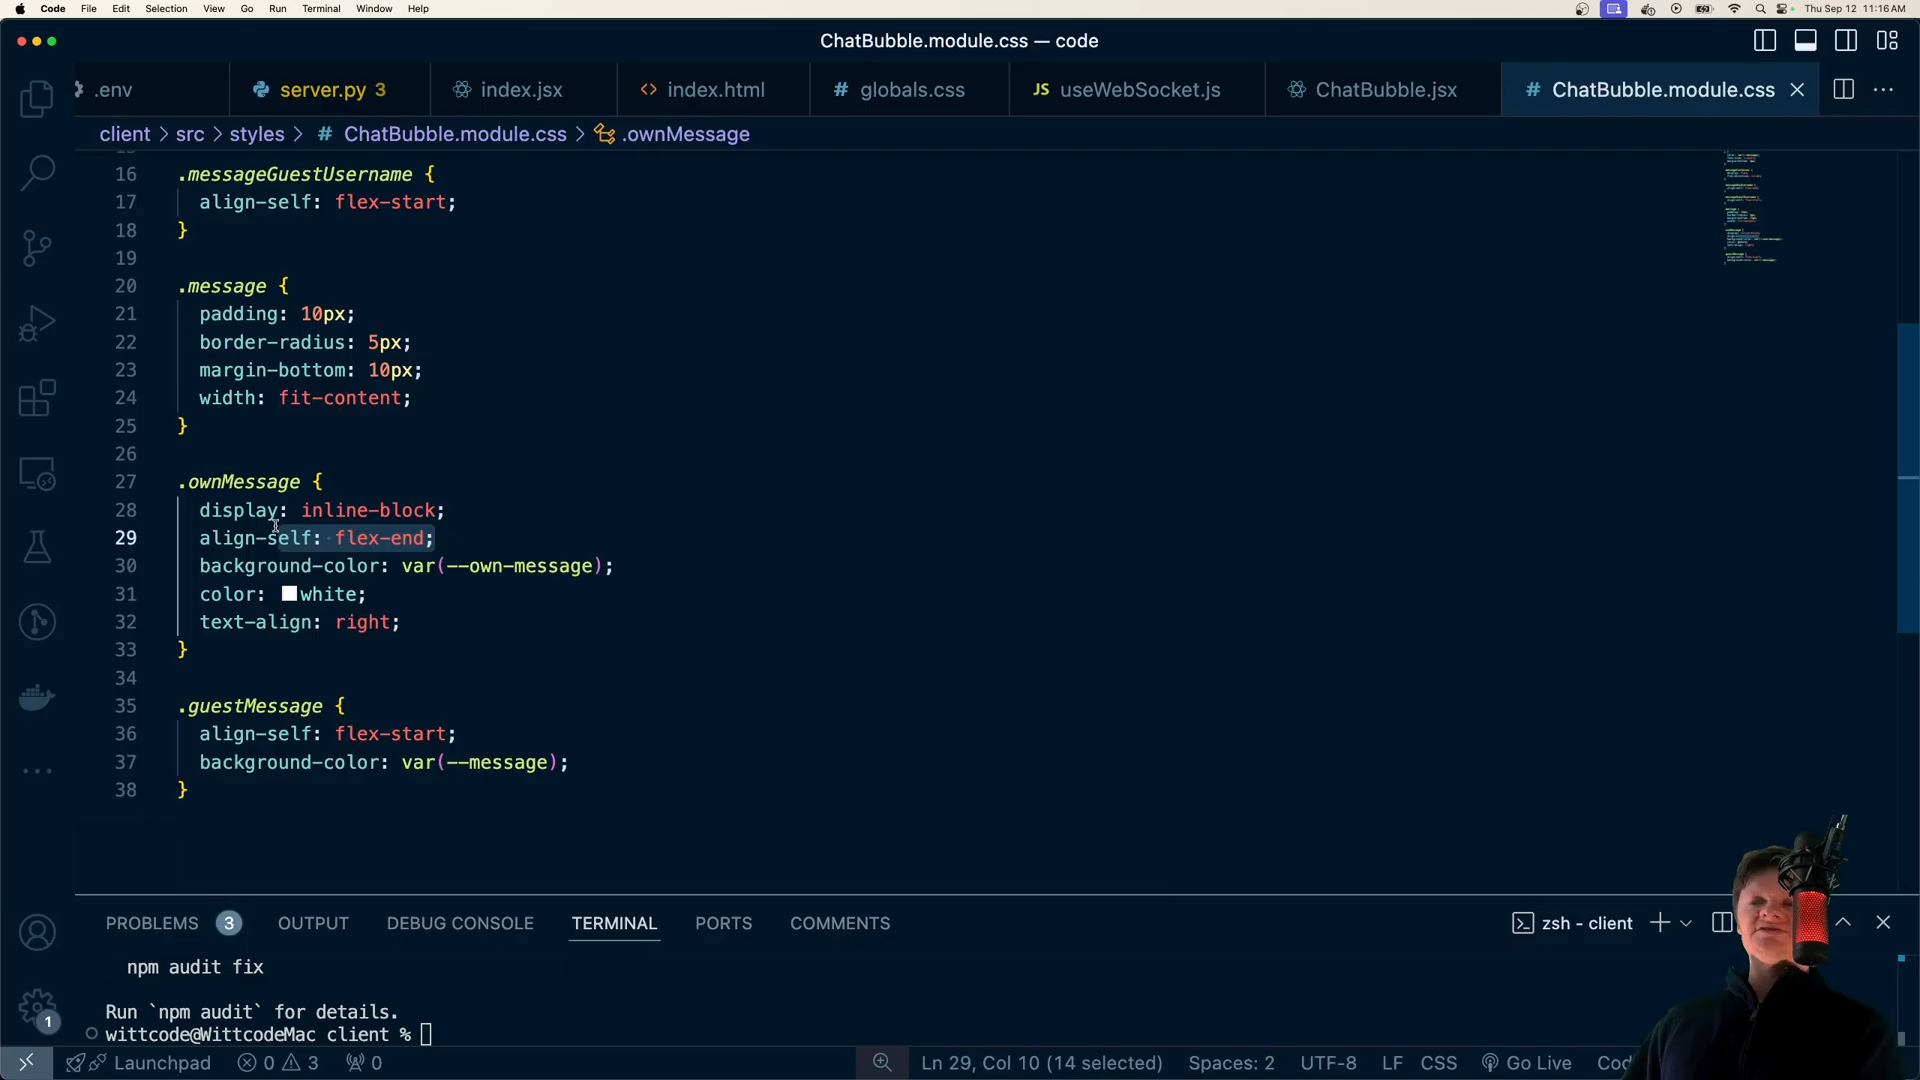 Code File Edit Selection View Go Run Terminal Window Help Thu Sep 12 11:16 AM
ChatBubble.module.css — code
.env server.py 3 index.jsx index.html globals.css JS useWebSocket.js ChatBubble.jsx ChatBubble.module.css
client > src > styles > # ChatBubble.module.css > .ownMessage
16 .messageGuestUsername {
17 align-self: flex-start;
18 }
19
20 .message {
21 padding: 10px;
22 border-radius: 5px;
23 margin-bottom: 10px;
24 width: fit-content;
25 }
26
27 .ownMessage {
28 display: inline-block;
29 align-self: flex-end;
30 background-color: var(--own-message);
31 color: white;
32 text-align: right;
33 }
34
35 .guestMessage {
36 align-self: flex-start;
37 background-color: var(--message);
38 }
PROBLEMS 3 OUTPUT DEBUG CONSOLE TERMINAL PORTS COMMENTS zsh - client
npm audit fix
Run `npm audit` for details.
wittcode@WittcodeMac client %
1
Launchpad 0 3 0 Ln 29, Col 10 (14 selected) Spaces: 2 UTF-8 LF CSS Go Live